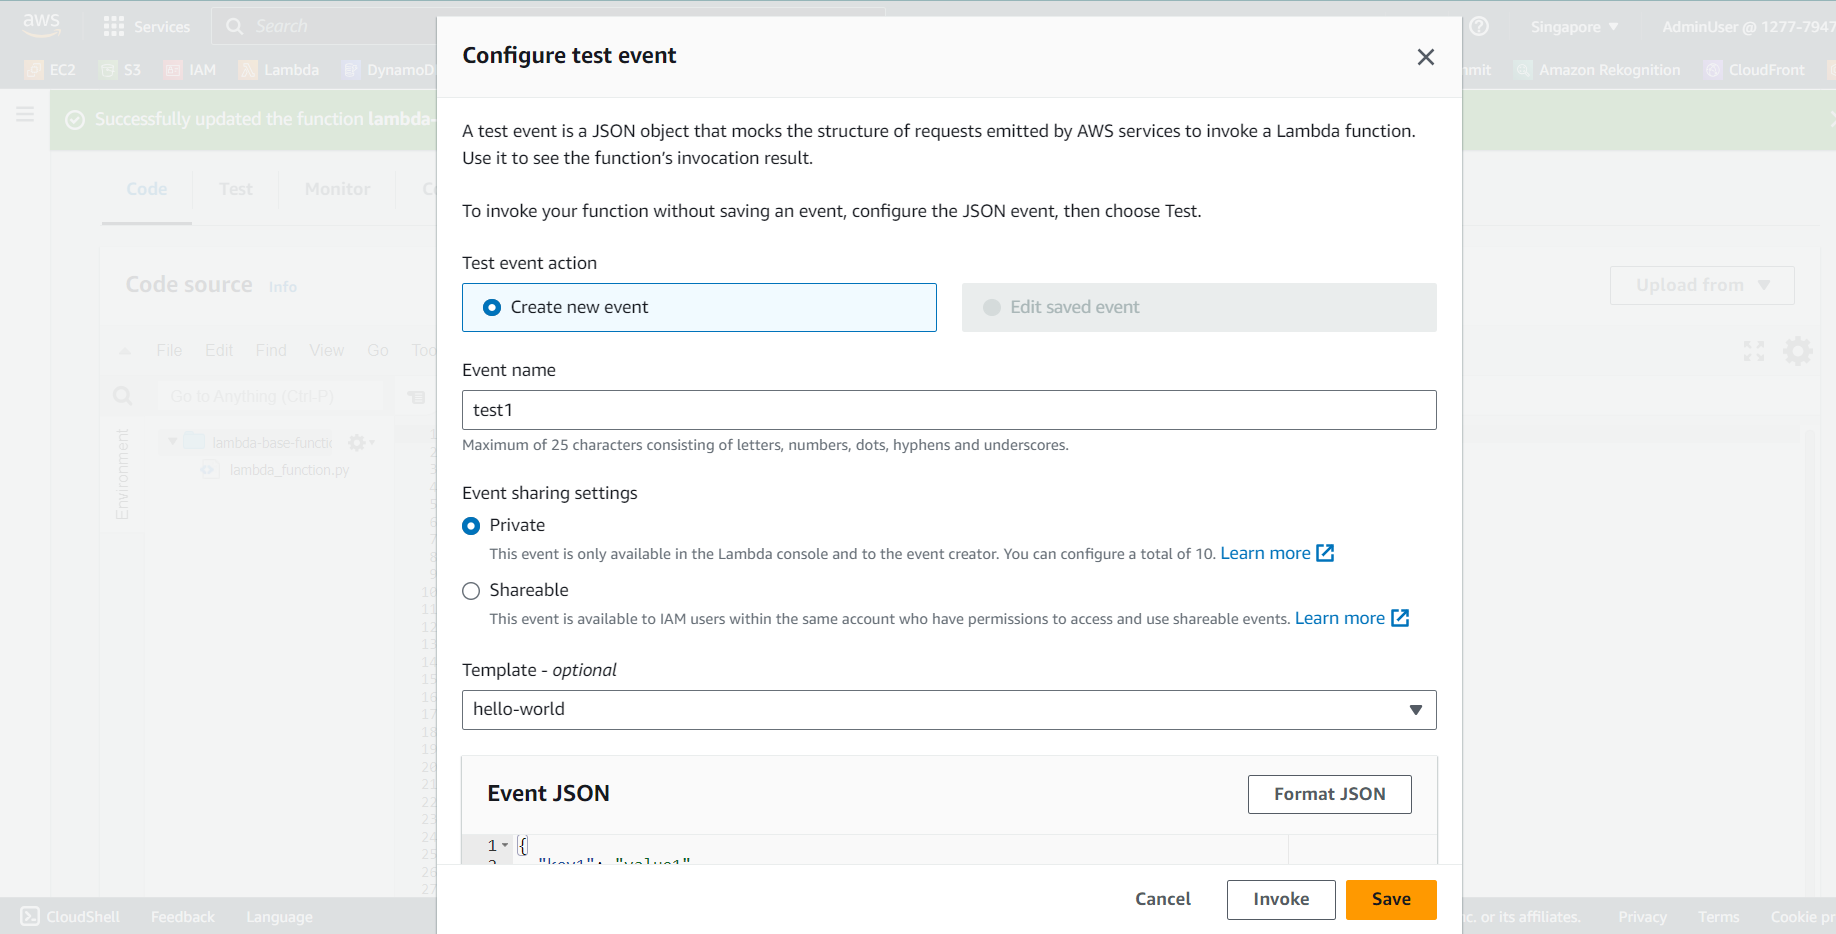 aws
Services
Search
Singapore
AdminUser @ 1277-7947
EC2
S3
IAM
Lambda
Amazon Rekognition
CloudFront
Successfully updated the function lambda-
Code
Test
Monitor
Code source
Info
Upload from
File
Edit
Find
View
Go
Go to Anything (Ctrl-P)
Environment
lambda_function.py
Configure test event
A test event is a JSON object that mocks the structure of requests emitted by AWS services to invoke a Lambda function.
Use it to see the function’s invocation result.
To invoke your function without saving an event, configure the JSON event, then choose Test.
Test event action
Create new event
Edit saved event
Event name
test1
Maximum of 25 characters consisting of letters, numbers, dots, hyphens and underscores.
Event sharing settings
Private
This event is only available in the Lambda console and to the event creator. You can configure a total of 10. Learn more
Shareable
This event is available to IAM users within the same account who have permissions to access and use shareable events. Learn more
Template - optional
hello-world
Event JSON
Format JSON
1 {
"key1": "value1"
Cancel
Invoke
Save
CloudShell
Feedback
Language
or its affiliates.
Privacy
Terms
Cookie